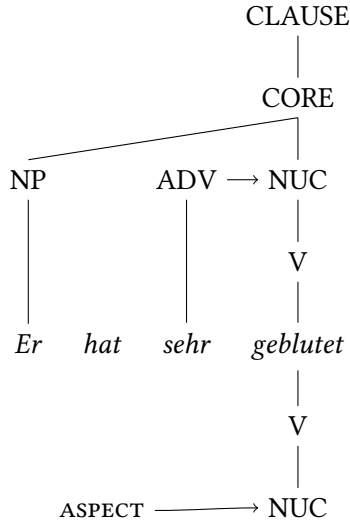 CLAUSE
CORE
NP ADV NUC
V
Er hat sehr geblutet
V
ASPECT NUC